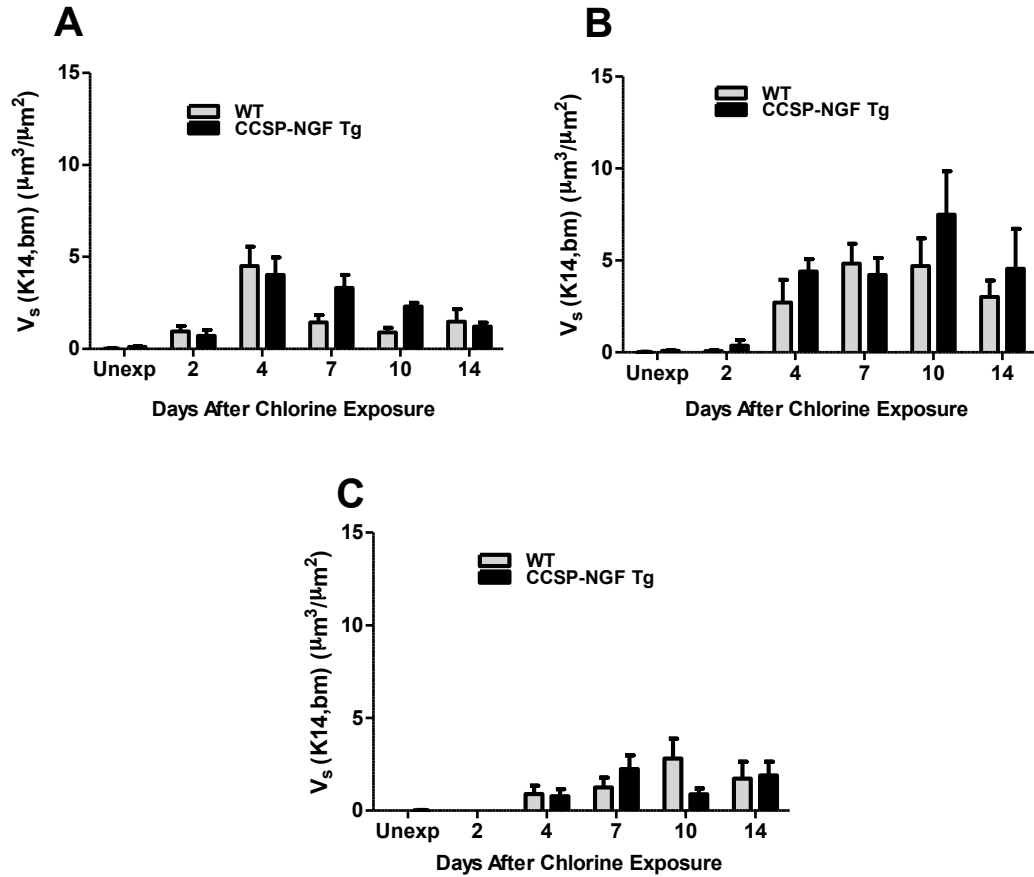 A
V_s (K14,bm) (μm³/μm²)
15
10
5
0
WT
CCSP-NGF Tg
Unexp 2 4 7 10 14
Days After Chlorine Exposure
B
V_s (K14,bm) (μm³/μm²)
15
10
5
0
WT
CCSP-NGF Tg
Unexp 2 4 7 10 14
Days After Chlorine Exposure
C
V_s (K14,bm) (μm³/μm²)
15
10
5
0
WT
CCSP-NGF Tg
Unexp 2 4 7 10 14
Days After Chlorine Exposure